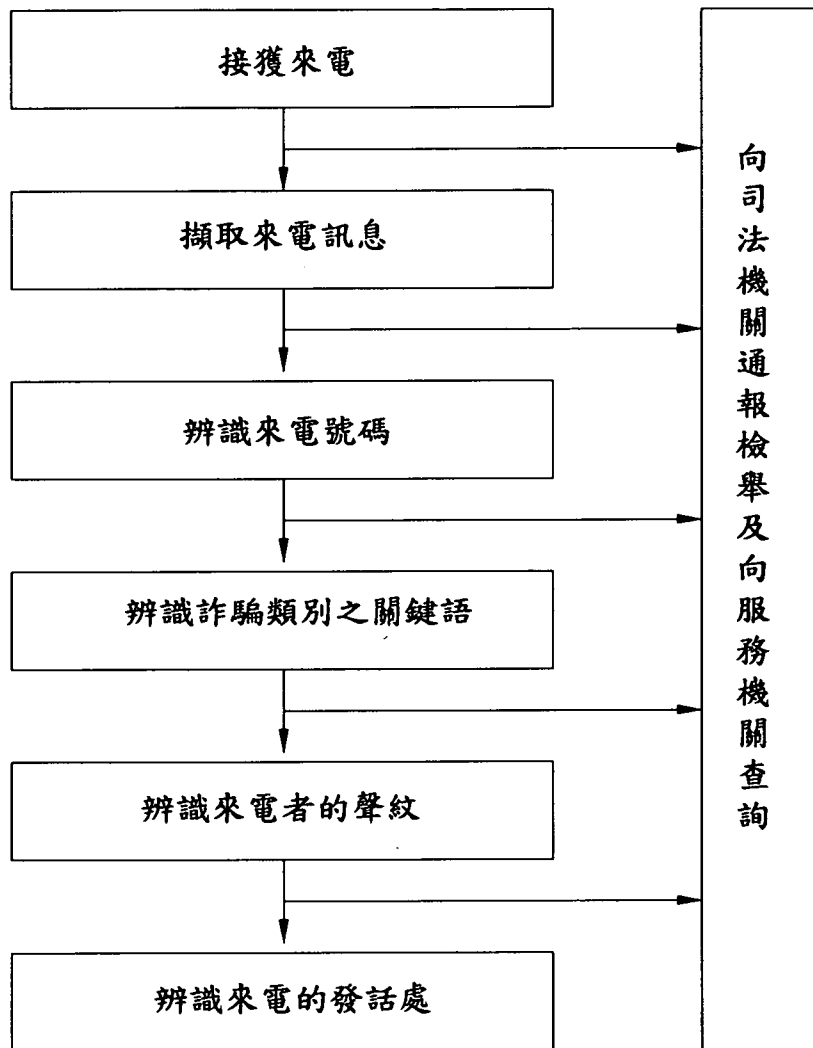 接獲來電
擷取來電訊息
辨識來電號碼
辨識詐騙類別之關鍵語
辨識來電者的聲紋
辨識來電的發話處
向司法機關通報檢舉及向服務機關查詢